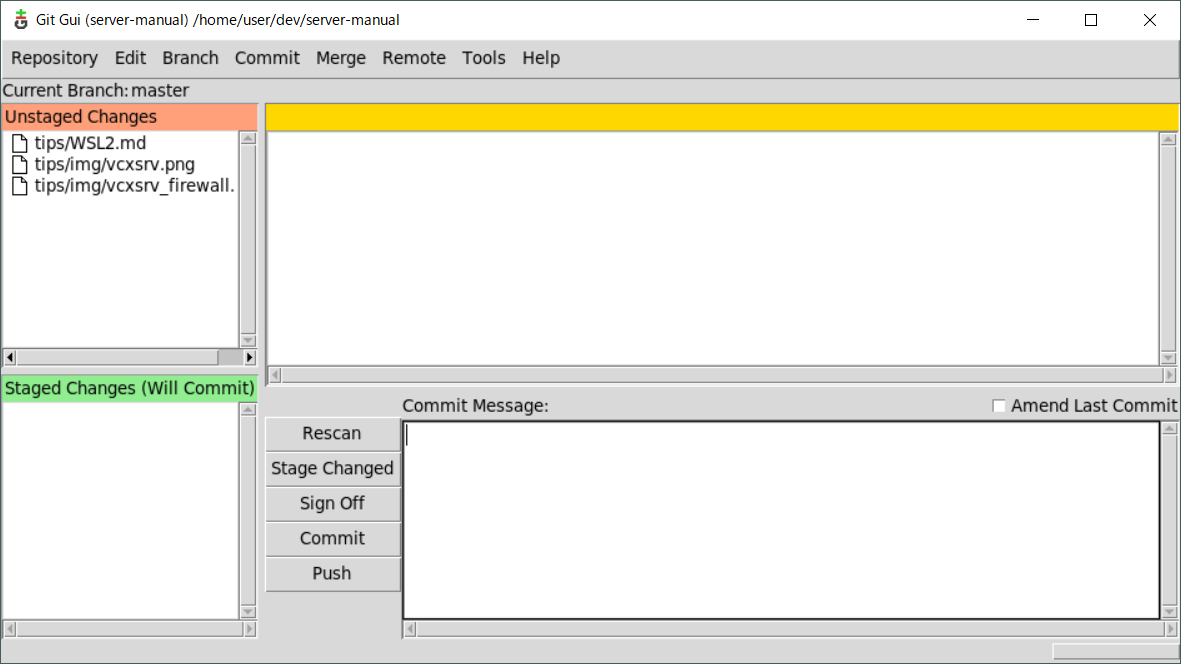 Git Gui (server-manual) /home/user/dev/server-manual
Repository Edit Branch Commit Merge Remote Tools Help
Current Branch: master
Unstaged Changes
tips/WSL2.md
tips/img/vcxsrv.png
tips/img/vcxsrv_firewall.
Staged Changes (Will Commit)
Commit Message:
Amend Last Commit
Rescan
Stage Changed
Sign Off
Commit
Push